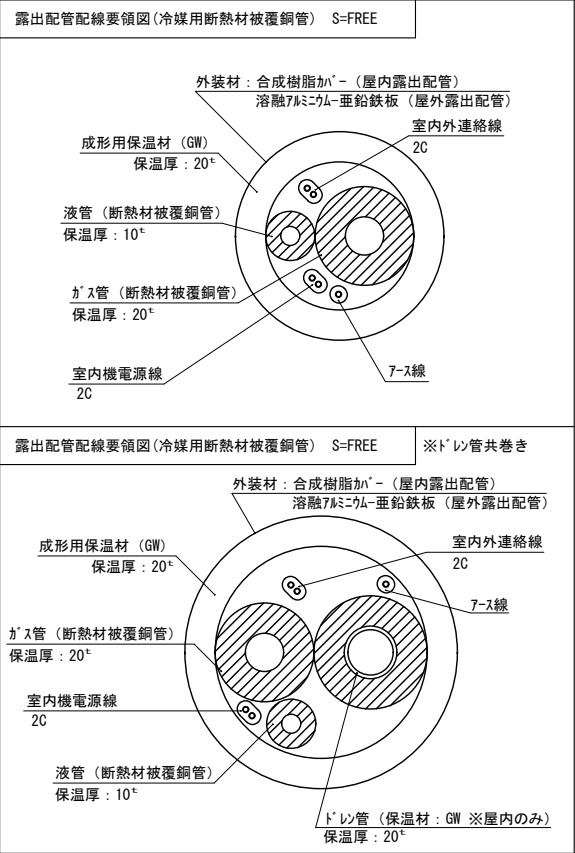 露出配管配線要領図(冷媒用断熱材被覆銅管) S=FREE
外装材：合成樹脂ｶﾊﾞｰ（屋内露出配管）
溶融ｱﾙﾐﾆｳﾑｰ亜鉛鉄板（屋外露出配管）
室内外連絡線
2C
成形用保温材（GW）
保温厚：20ᵗ
液管（断熱材被覆銅管）
保温厚：10ᵗ
ｶﾞｽ管（断熱材被覆銅管）
保温厚：20ᵗ
室内機電源線
2C
ｱｰｽ線
露出配管配線要領図(冷媒用断熱材被覆銅管) S=FREE
※ﾄﾞﾚﾝ管共巻き
外装材：合成樹脂ｶﾊﾞｰ（屋内露出配管）
溶融ｱﾙﾐﾆｳﾑｰ亜鉛鉄板（屋外露出配管）
成形用保温材（GW）
保温厚：20ᵗ
室内外連絡線
2C
ｱｰｽ線
ｶﾞｽ管（断熱材被覆銅管）
保温厚：20ᵗ
室内機電源線
2C
液管（断熱材被覆銅管）
保温厚：10ᵗ
ﾄﾞﾚﾝ管（保温材：GW ※屋内のみ）
保温厚：20ᵗ